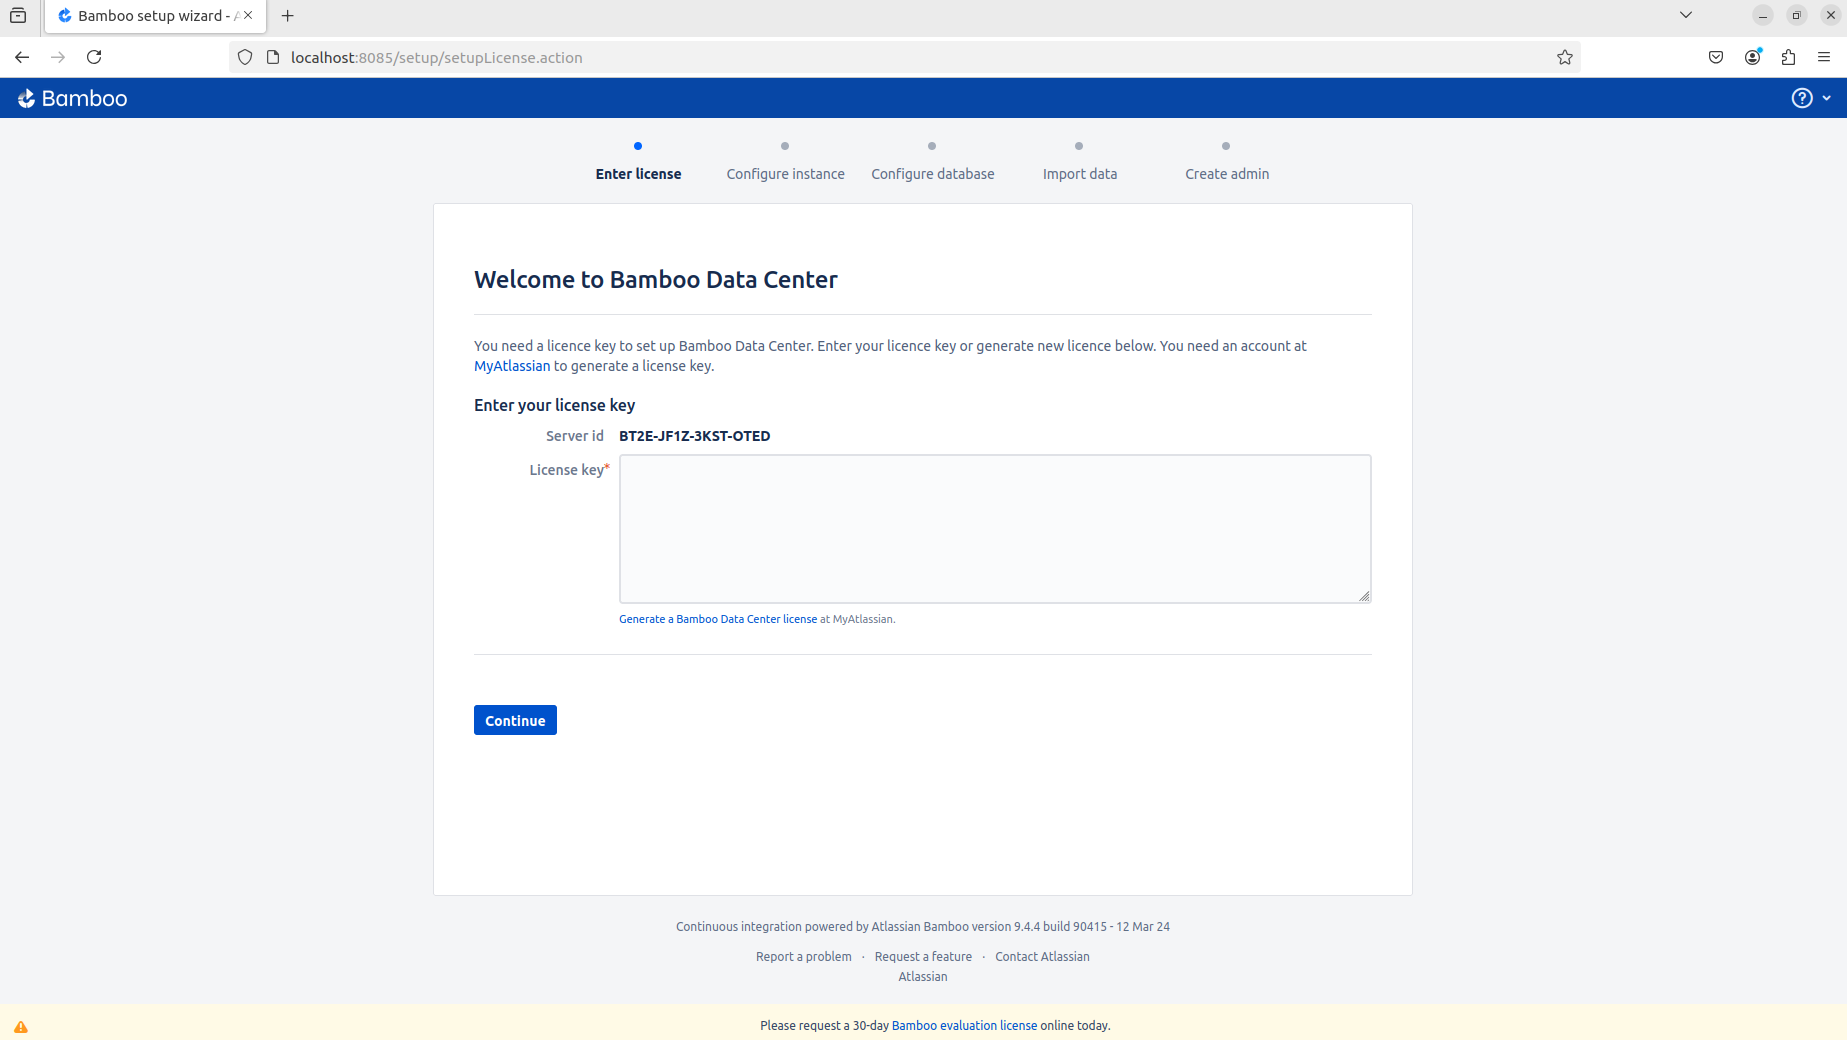 Bamboo setup wizard - A
localhost:8085/setup/setupLicense.action
Bamboo
Enter license
Configure instance
Configure database
Import data
Create admin
Welcome to Bamboo Data Center
You need a licence key to set up Bamboo Data Center. Enter your licence key or generate new licence below. You need an account at
MyAtlassian to generate a license key.
Enter your license key
Server id BT2E-JF1Z-3KST-OTED
License key*
Generate a Bamboo Data Center license at MyAtlassian.
Continue
Continuous integration powered by Atlassian Bamboo version 9.4.4 build 90415 - 12 Mar 24
Report a problem · Request a feature · Contact Atlassian
Atlassian
Please request a 30-day Bamboo evaluation license online today.